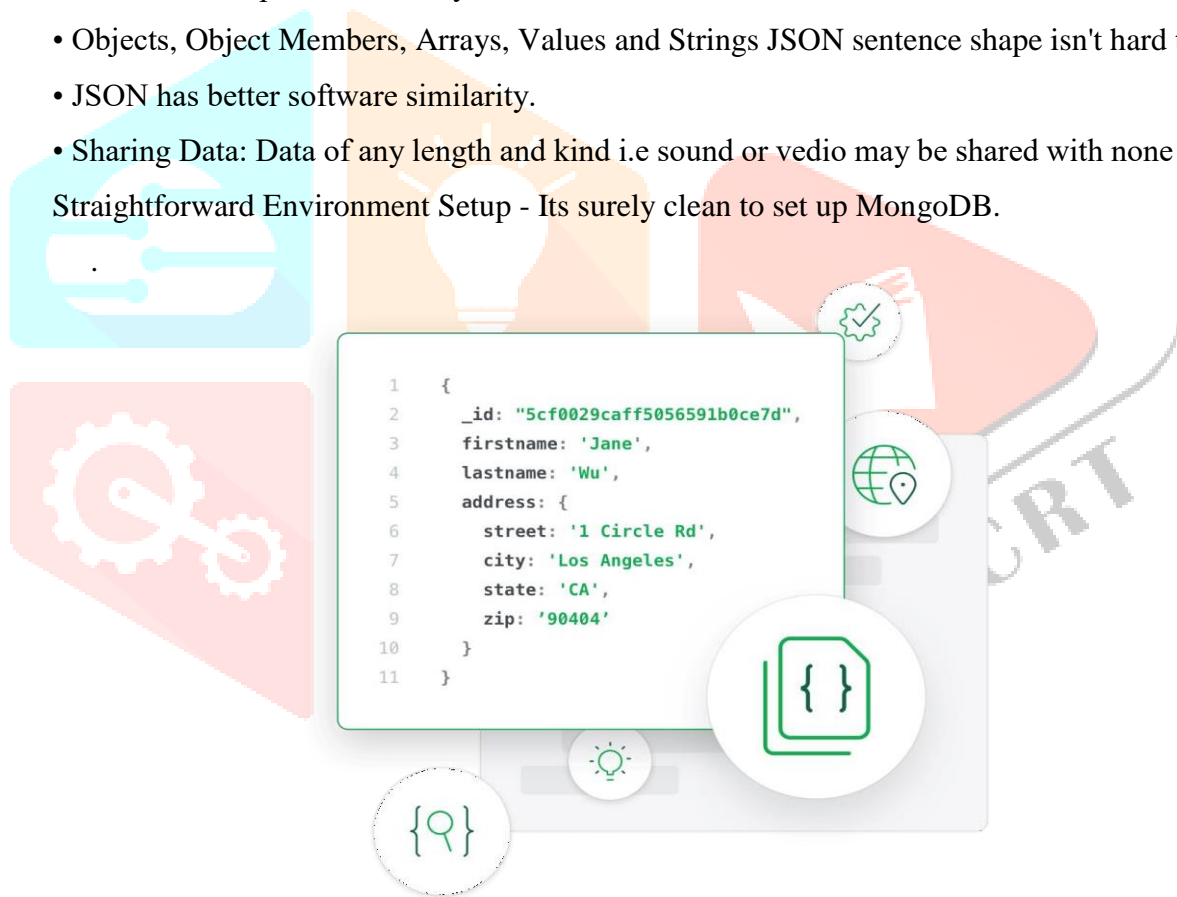 • Objects, Object Members, Arrays, Values and Strings JSON sentence shape isn't hard
• JSON has better software similarity.
• Sharing Data: Data of any length and kind i.e sound or vedio may be shared with none
Straightforward Environment Setup - Its surely clean to set up MongoDB.
.
1 {
2 _id: "5cf0029caff5056591b0ce7d",
3 firstname: 'Jane',
4 lastname: 'Wu',
5 address: {
6 street: '1 Circle Rd',
7 city: 'Los Angeles',
8 state: 'CA',
9 zip: ’90404’
10 }
11 }
{ }
{ }